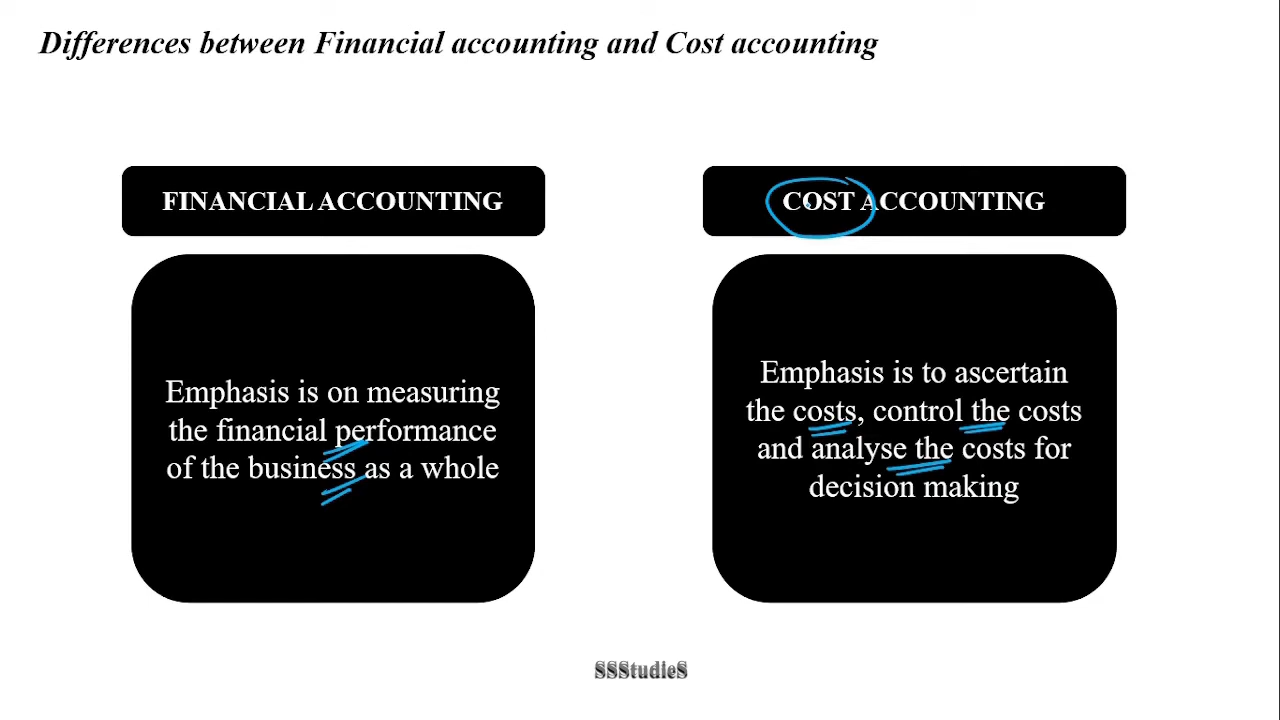 Differences between Financial accounting and Cost accounting
FINANCIAL ACCOUNTING
Emphasis is on measuring
the financial performance
of the business as a whole
COST ACCOUNTING
Emphasis is to ascertain
the costs, control the costs
and analyse the costs for
decision making
SSStudieS